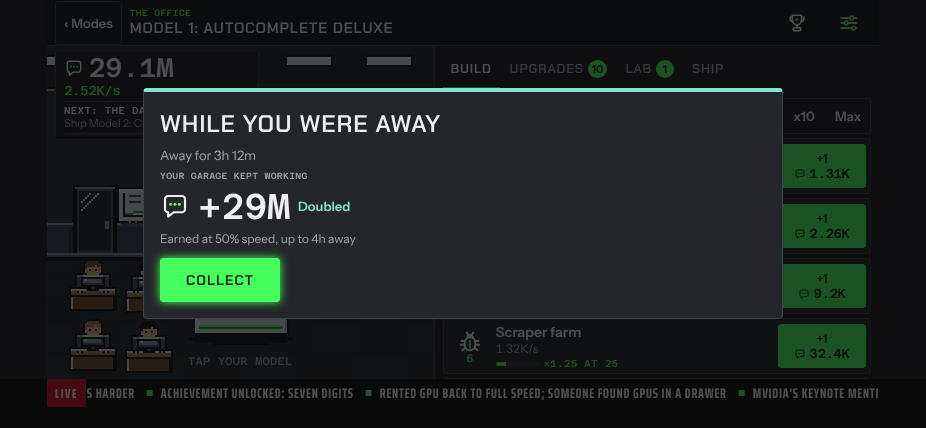 ‹ Modes
THE OFFICE
MODEL 1: AUTOCOMPLETE DELUXE
29.1M
2.52K/s
NEXT: THE DA
Ship Model 2: C
BUILD UPGRADES 10 LAB 1 SHIP
x10 Max
WHILE YOU WERE AWAY
Away for 3h 12m
YOUR GARAGE KEPT WORKING
+29M Doubled
Earned at 50% speed, up to 4h away
COLLECT
+1
1.31K
+1
2.26K
+1
9.2K
Scraper farm
1.32K/s
6
×1.25 AT 25
+1
32.4K
TAP YOUR MODEL
LIVE S HARDER ACHIEVEMENT UNLOCKED: SEVEN DIGITS RENTED GPU BACK TO FULL SPEED; SOMEONE FOUND GPUS IN A DRAWER MVIDIA'S KEYNOTE MENTI